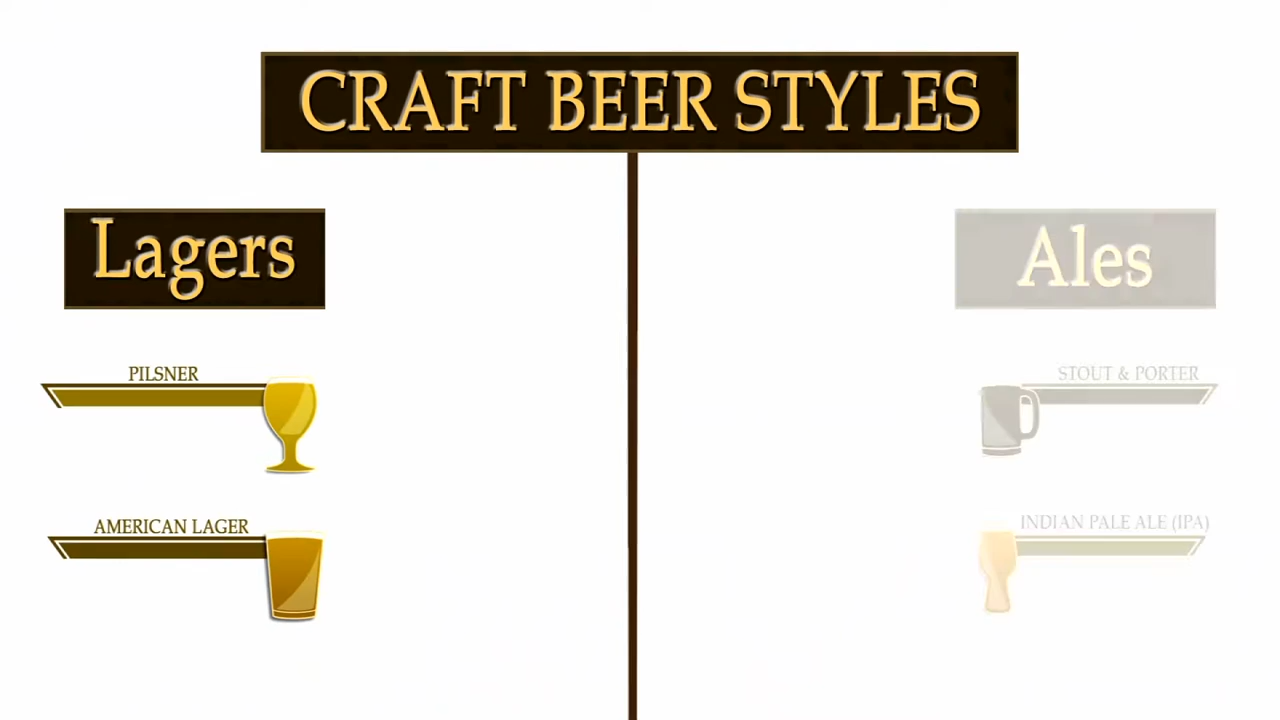 CRAFT BEER STYLES
Lagers
PILSNER
AMERICAN LAGER
Ales
STOUT & PORTER
INDIAN PALE ALE (IPA)